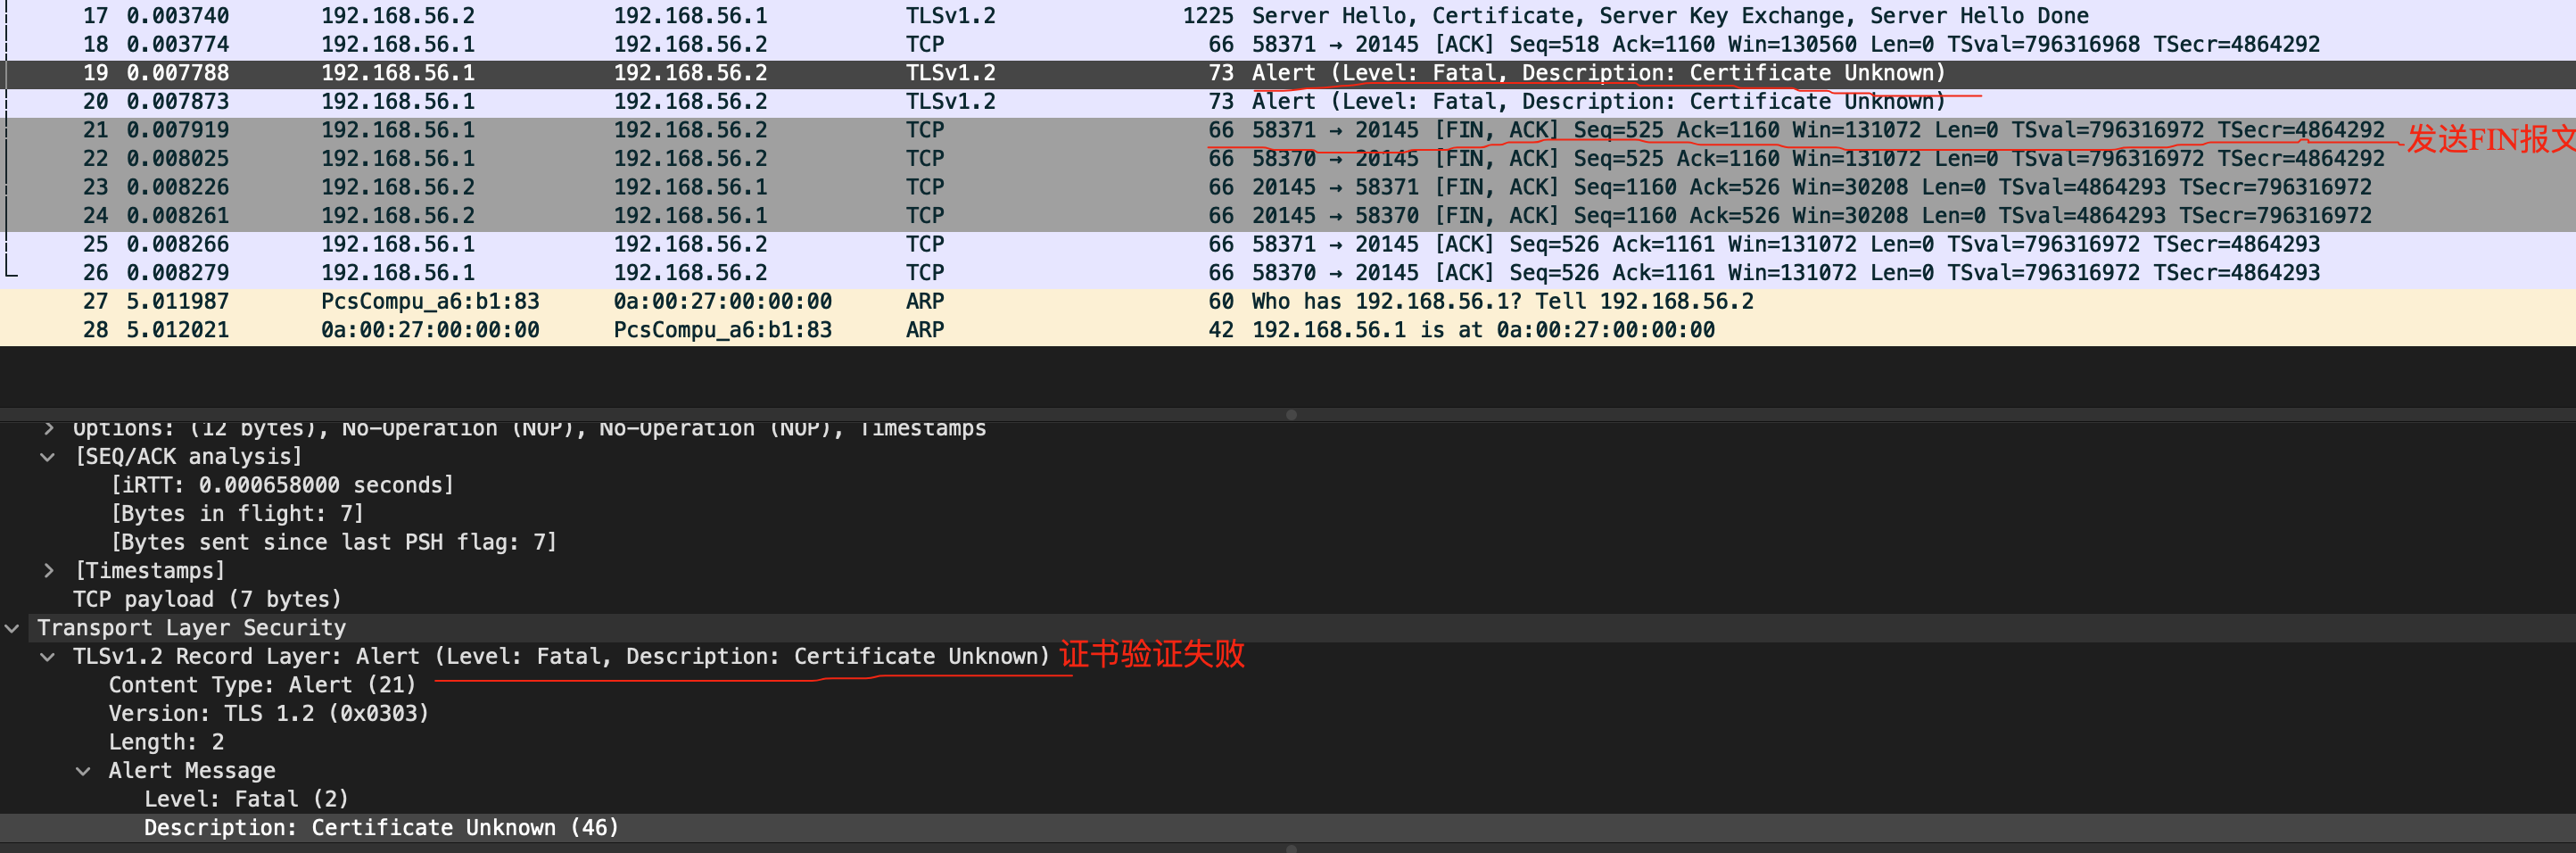 17 0.003740 192.168.56.2 192.168.56.1 TLSv1.2 1225 Server Hello, Certificate, Server Key Exchange, Server Hello Done
18 0.003774 192.168.56.1 192.168.56.2 TCP 66 58371 → 20145 [ACK] Seq=518 Ack=1160 Win=130560 Len=0 TSval=796316968 TSecr=4864292
19 0.007788 192.168.56.1 192.168.56.2 TLSv1.2 73 Alert (Level: Fatal, Description: Certificate Unknown)
20 0.007873 192.168.56.1 192.168.56.2 TLSv1.2 73 Alert (Level: Fatal, Description: Certificate Unknown)
21 0.007919 192.168.56.1 192.168.56.2 TCP 66 58371 → 20145 [FIN, ACK] Seq=525 Ack=1160 Win=131072 Len=0 TSval=796316972 TSecr=4864292 发送FIN报文
22 0.008025 192.168.56.1 192.168.56.2 TCP 66 58370 → 20145 [FIN, ACK] Seq=525 Ack=1160 Win=131072 Len=0 TSval=796316972 TSecr=4864292
23 0.008226 192.168.56.2 192.168.56.1 TCP 66 20145 → 58371 [FIN, ACK] Seq=1160 Ack=526 Win=30208 Len=0 TSval=4864293 TSecr=796316972
24 0.008261 192.168.56.2 192.168.56.1 TCP 66 20145 → 58370 [FIN, ACK] Seq=1160 Ack=526 Win=30208 Len=0 TSval=4864293 TSecr=796316972
25 0.008266 192.168.56.1 192.168.56.2 TCP 66 58371 → 20145 [ACK] Seq=526 Ack=1161 Win=131072 Len=0 TSval=796316972 TSecr=4864293
26 0.008279 192.168.56.1 192.168.56.2 TCP 66 58370 → 20145 [ACK] Seq=526 Ack=1161 Win=131072 Len=0 TSval=796316972 TSecr=4864293
27 5.011987 PcsCompu_a6:b1:83 0a:00:27:00:00:00 ARP 60 Who has 192.168.56.1? Tell 192.168.56.2
28 5.012021 0a:00:27:00:00:00 PcsCompu_a6:b1:83 ARP 42 192.168.56.1 is at 0a:00:27:00:00:00
Options: (12 bytes), No-Operation (NOP), No-Operation (NOP), Timestamps
[SEQ/ACK analysis]
[iRTT: 0.000658000 seconds]
[Bytes in flight: 7]
[Bytes sent since last PSH flag: 7]
[Timestamps]
TCP payload (7 bytes)
Transport Layer Security
TLSv1.2 Record Layer: Alert (Level: Fatal, Description: Certificate Unknown) 证书验证失败
Content Type: Alert (21)
Version: TLS 1.2 (0x0303)
Length: 2
Alert Message
Level: Fatal (2)
Description: Certificate Unknown (46)